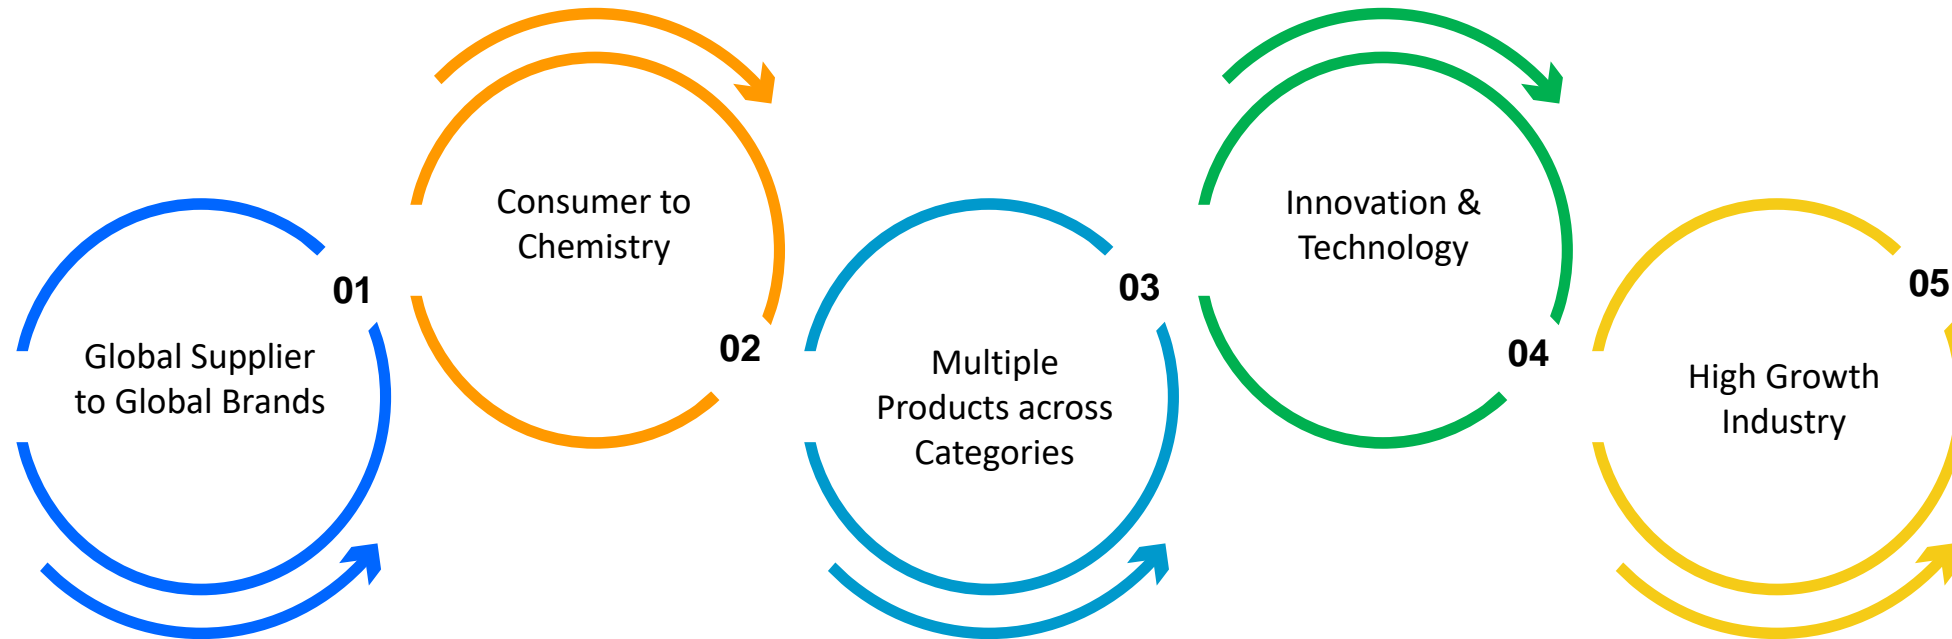 01
Global Supplier
to Global Brands
Consumer to
Chemistry
02
03
Multiple
Products across
Categories
Innovation &
Technology
04
05
High Growth
Industry